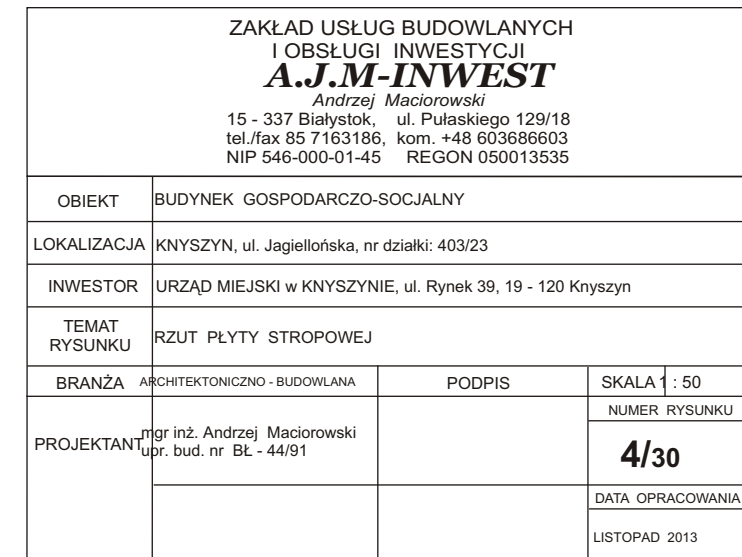 ZAKŁAD USŁUG BUDOWLANYCH
I OBSŁUGI INWESTYCJI
A.J.M-INWEST
Andrzej Maciorowski
15 - 337 Białystok, ul. Pułaskiego 129/18
tel./fax 85 7163186, kom. +48 603686603
NIP 546-000-01-45 REGON 050013535
OBIEKT BUDYNEK GOSPODARCZO-SOCJALNY
LOKALIZACJA KNYSZYN, ul. Jagiellońska, nr działki: 403/23
INWESTOR URZĄD MIEJSKI w KNYSZYNIE, ul. Rynek 39, 19 - 120 Knyszyn
TEMAT
RYSUNKU
RZUT PŁYTY STROPOWEJ
BRANŻA ARCHITEKTONICZNO - BUDOWLANA PODPIS SKALA 1 : 50
PROJEKTANT
mgr inż. Andrzej Maciorowski
upr. bud. nr BŁ - 44/91
NUMER RYSUNKU
4/30
DATA OPRACOWANIA
LISTOPAD 2013